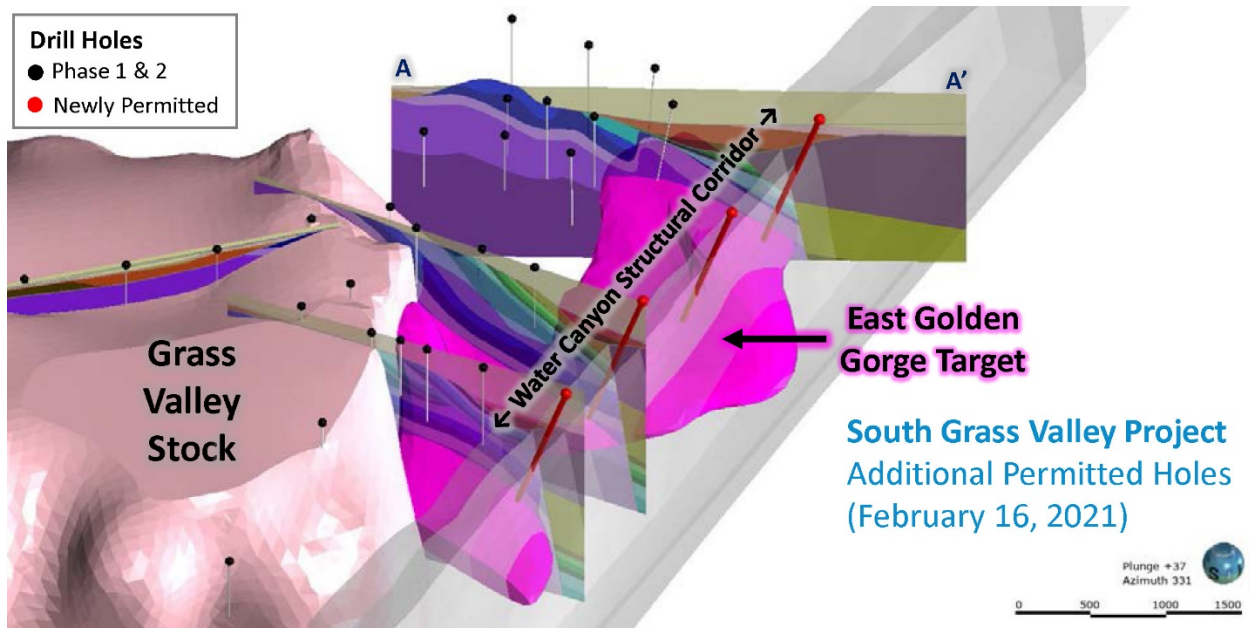 Drill Holes
Phase 1 & 2
Newly Permitted
A
A'
← Water Canyon Structural Corridor →
Grass
Valley
Stock
East Golden
Gorge Target
South Grass Valley Project
Additional Permitted Holes
(February 16, 2021)
Plunge +37
Azimuth 331
S
0 500 1000 1500